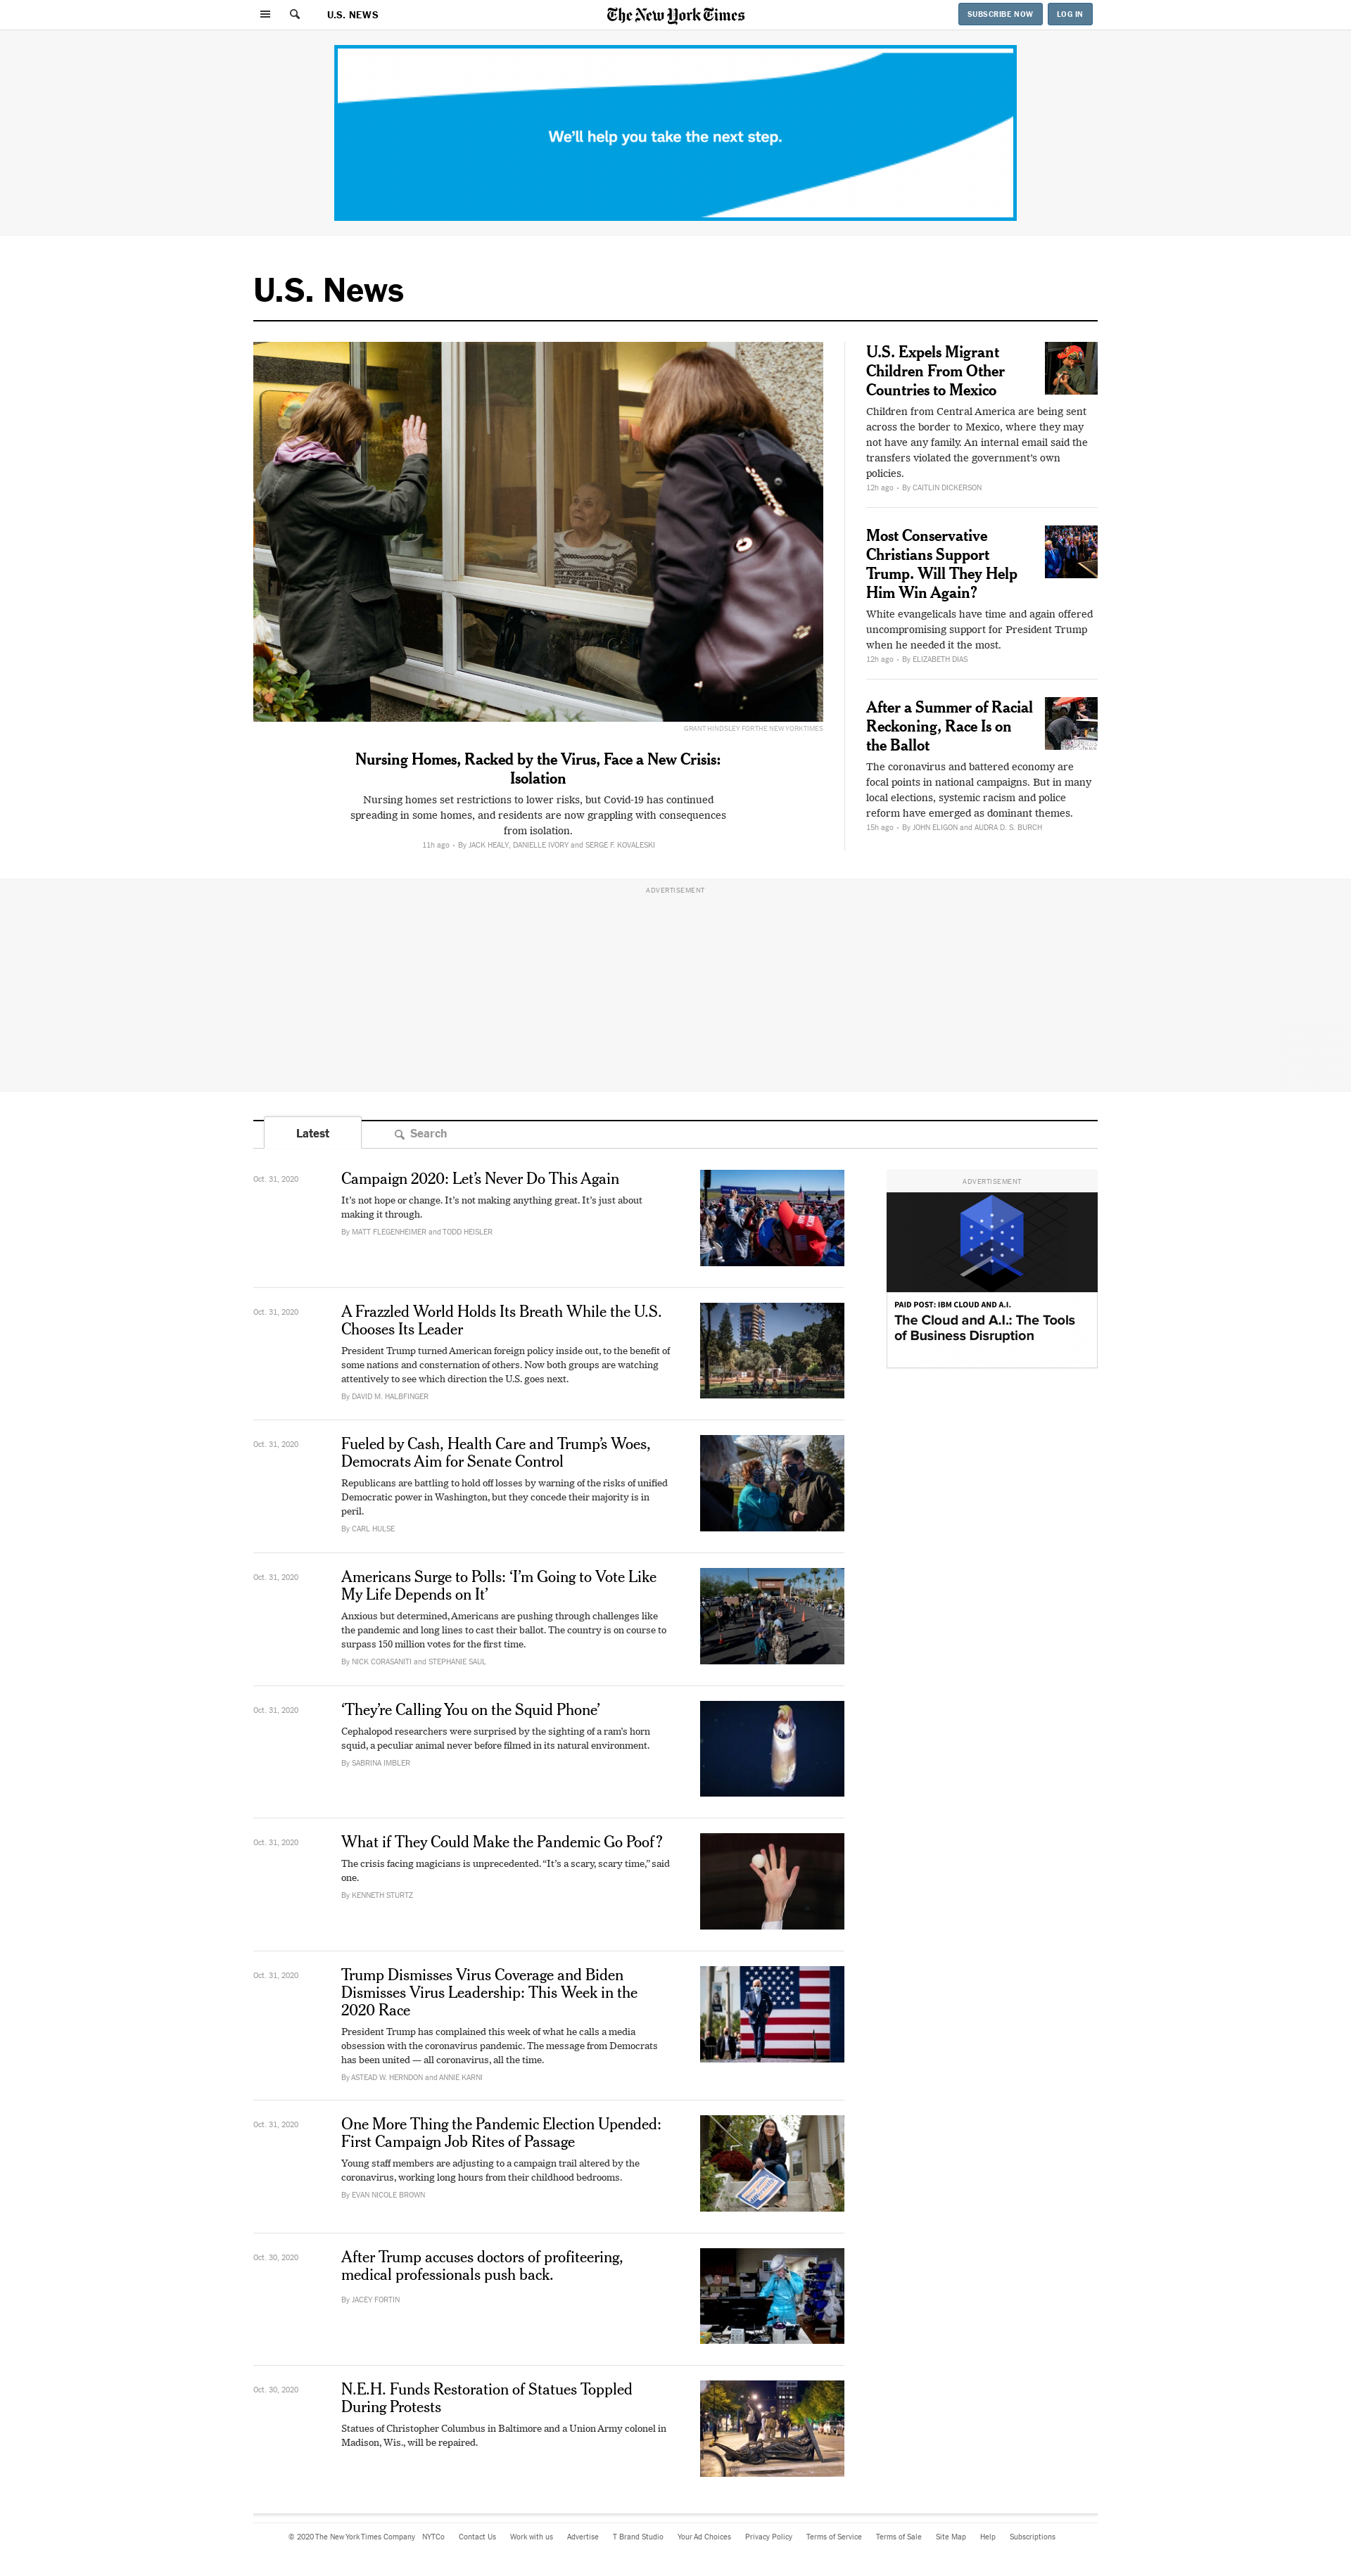 U.S. NEWS
The New York Times
SUBSCRIBE NOW
LOG IN
We'll help you take the next step.
U.S. News
GRANT HINDSLEY FOR THE NEW YORK TIMES
Nursing Homes, Racked by the Virus, Face a New Crisis:
Isolation
Nursing homes set restrictions to lower risks, but Covid-19 has continued
spreading in some homes, and residents are now grappling with consequences
from isolation.
11h ago • By JACK HEALY, DANIELLE IVORY and SERGE F. KOVALESKI
U.S. Expels Migrant
Children From Other
Countries to Mexico
Children from Central America are being sent
across the border to Mexico, where they may
not have any family. An internal email said the
transfers violated the government’s own
policies.
12h ago • By CAITLIN DICKERSON
Most Conservative
Christians Support
Trump. Will They Help
Him Win Again?
White evangelicals have time and again offered
uncompromising support for President Trump
when he needed it the most.
12h ago • By ELIZABETH DIAS
After a Summer of Racial
Reckoning, Race Is on
the Ballot
The coronavirus and battered economy are
focal points in national campaigns. But in many
local elections, systemic racism and police
reform have emerged as dominant themes.
15h ago • By JOHN ELIGON and AUDRA D. S. BURCH
ADVERTISEMENT
Latest
Search
Oct. 31, 2020
Campaign 2020: Let’s Never Do This Again
It’s not hope or change. It’s not making anything great. It’s just about
making it through.
By MATT FLEGENHEIMER and TODD HEISLER
ADVERTISEMENT
PAID POST: IBM CLOUD AND A.I.
The Cloud and A.I.: The Tools
of Business Disruption
Oct. 31, 2020
A Frazzled World Holds Its Breath While the U.S.
Chooses Its Leader
President Trump turned American foreign policy inside out, to the benefit of
some nations and consternation of others. Now both groups are watching
attentively to see which direction the U.S. goes next.
By DAVID M. HALBFINGER
Oct. 31, 2020
Fueled by Cash, Health Care and Trump’s Woes,
Democrats Aim for Senate Control
Republicans are battling to hold off losses by warning of the risks of unified
Democratic power in Washington, but they concede their majority is in
peril.
By CARL HULSE
Oct. 31, 2020
Americans Surge to Polls: ‘I’m Going to Vote Like
My Life Depends on It’
Anxious but determined, Americans are pushing through challenges like
the pandemic and long lines to cast their ballot. The country is on course to
surpass 150 million votes for the first time.
By NICK CORASANITI and STEPHANIE SAUL
Oct. 31, 2020
‘They’re Calling You on the Squid Phone’
Cephalopod researchers were surprised by the sighting of a ram’s horn
squid, a peculiar animal never before filmed in its natural environment.
By SABRINA IMBLER
Oct. 31, 2020
What if They Could Make the Pandemic Go Poof?
The crisis facing magicians is unprecedented. “It’s a scary, scary time,” said
one.
By KENNETH STURTZ
Oct. 31, 2020
Trump Dismisses Virus Coverage and Biden
Dismisses Virus Leadership: This Week in the
2020 Race
President Trump has complained this week of what he calls a media
obsession with the coronavirus pandemic. The message from Democrats
has been united — all coronavirus, all the time.
By ASTEAD W. HERNDON and ANNIE KARNI
Oct. 31, 2020
One More Thing the Pandemic Election Upended:
First Campaign Job Rites of Passage
Young staff members are adjusting to a campaign trail altered by the
coronavirus, working long hours from their childhood bedrooms.
By EVAN NICOLE BROWN
Oct. 30, 2020
After Trump accuses doctors of profiteering,
medical professionals push back.
By JACEY FORTIN
Oct. 30, 2020
N.E.H. Funds Restoration of Statues Toppled
During Protests
Statues of Christopher Columbus in Baltimore and a Union Army colonel in
Madison, Wis., will be repaired.
© 2020 The New York Times Company NYTCo Contact Us Work with us Advertise T Brand Studio Your Ad Choices Privacy Policy Terms of Service Terms of Sale Site Map Help Subscriptions